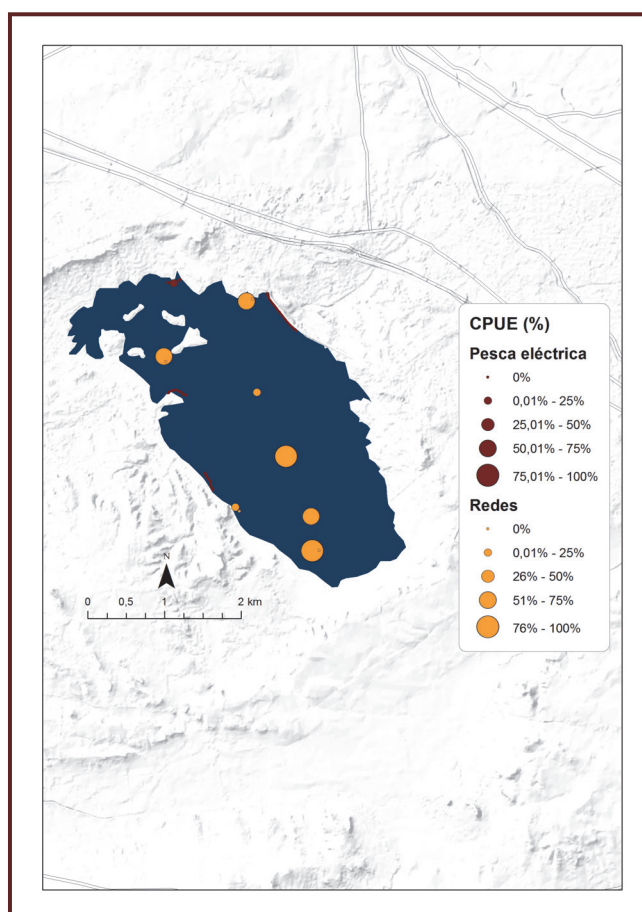 CPUE (%)
Pesca eléctrica
0%
0,01% - 25%
25,01% - 50%
50,01% - 75%
75,01% - 100%
Redes
0%
0,01% - 25%
26% - 50%
51% - 75%
76% - 100%
N
0 0,5 1 2 km